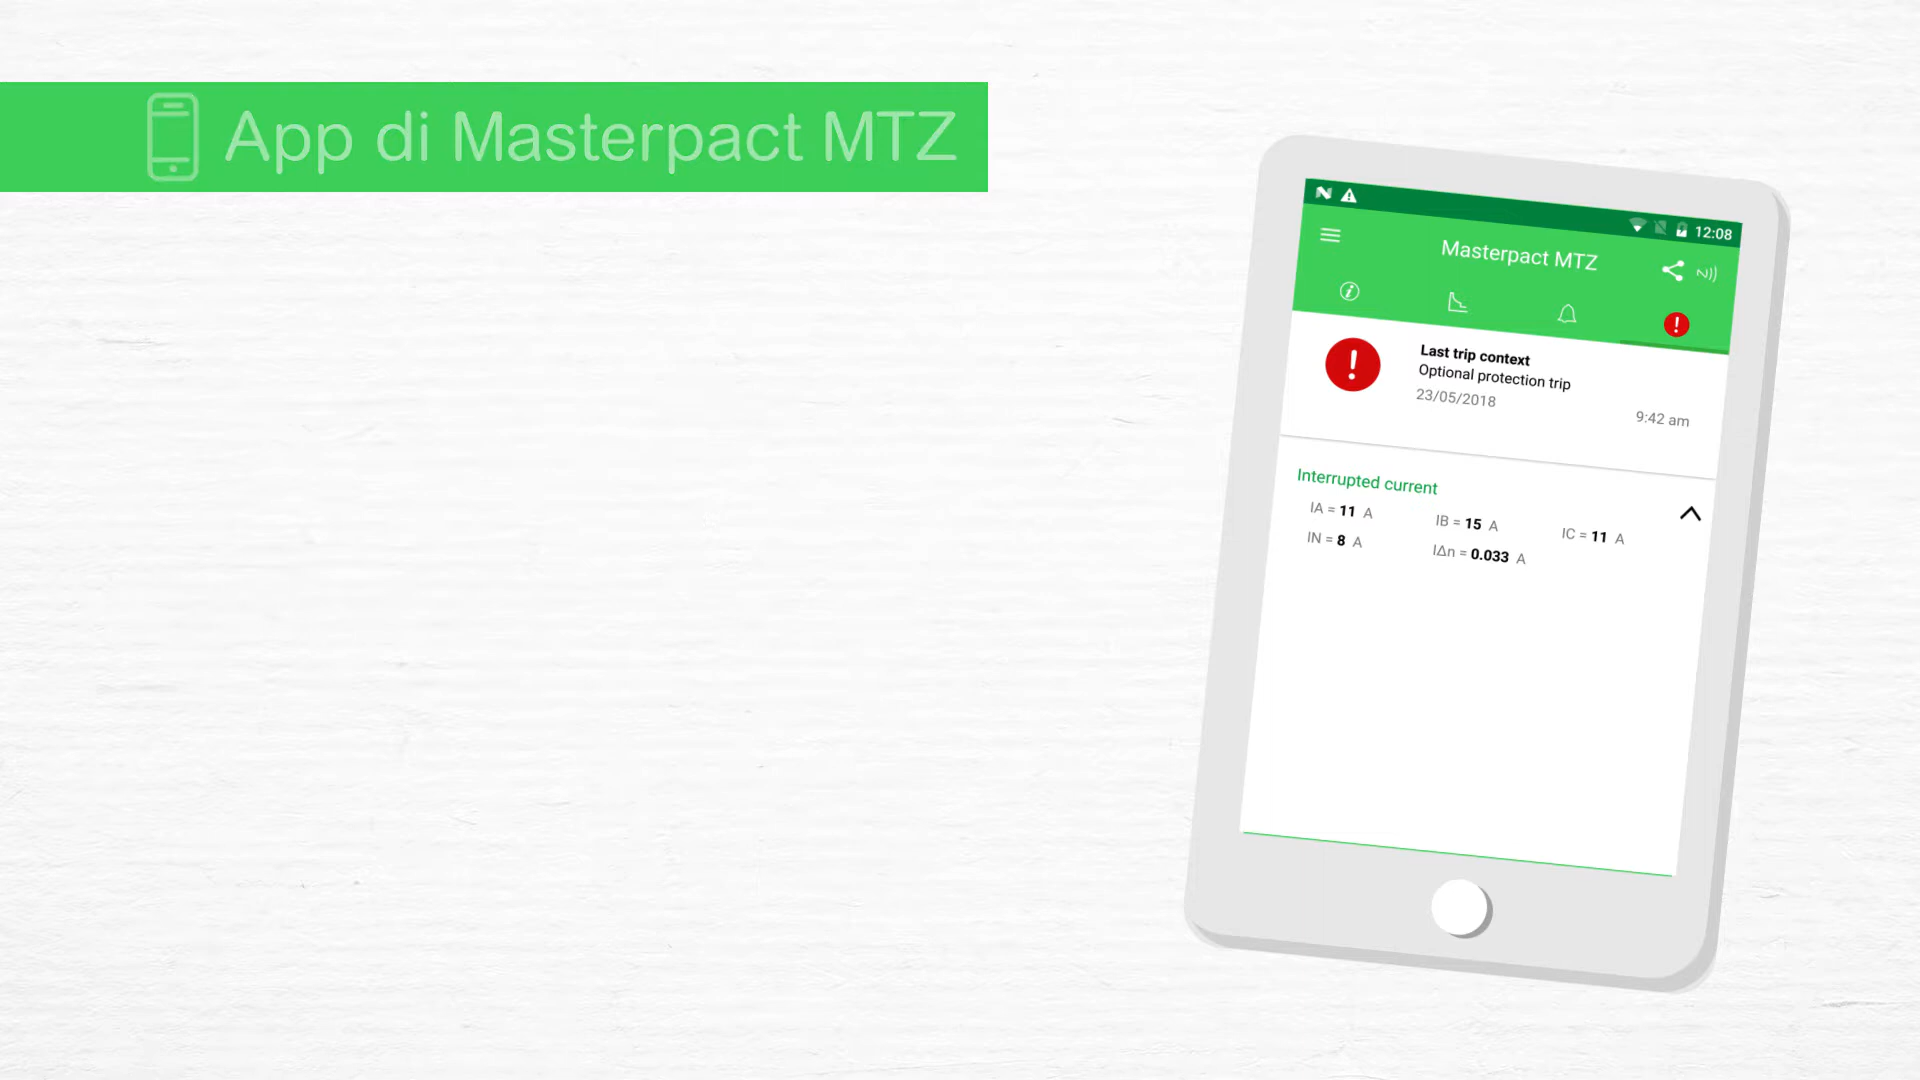 App di Masterpact MTZ
12:08
Masterpact MTZ
Last trip context
Optional protection trip
23/05/2018
9:42 am
Interrupted current
IA = 11 A IB = 15 A IC = 11 A
IN = 8 A IΔn = 0.033 A